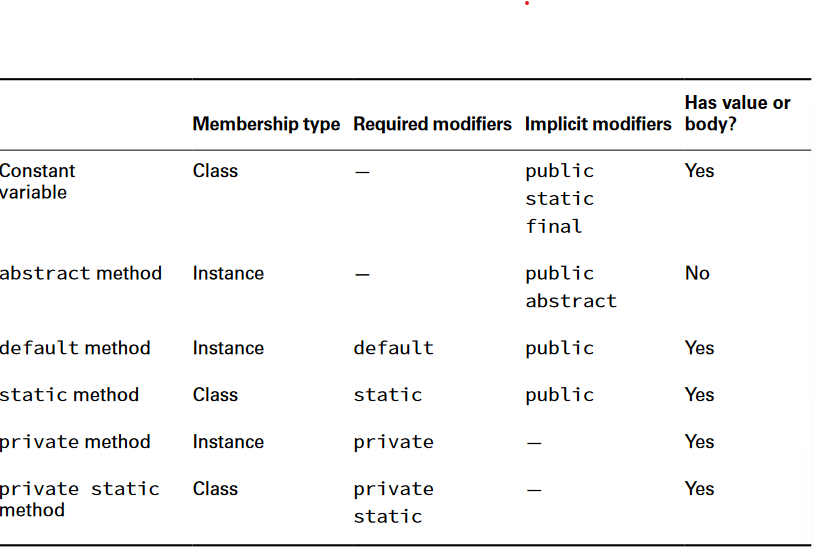 Has value or
Membership type Required modifiers Implicit modifiers body?
Constant Class — public Yes
variable static
final
abstract method Instance — public No
abstract
default method Instance default public Yes
static method Class static public Yes
private method Instance private — Yes
private static Class private — Yes
method static